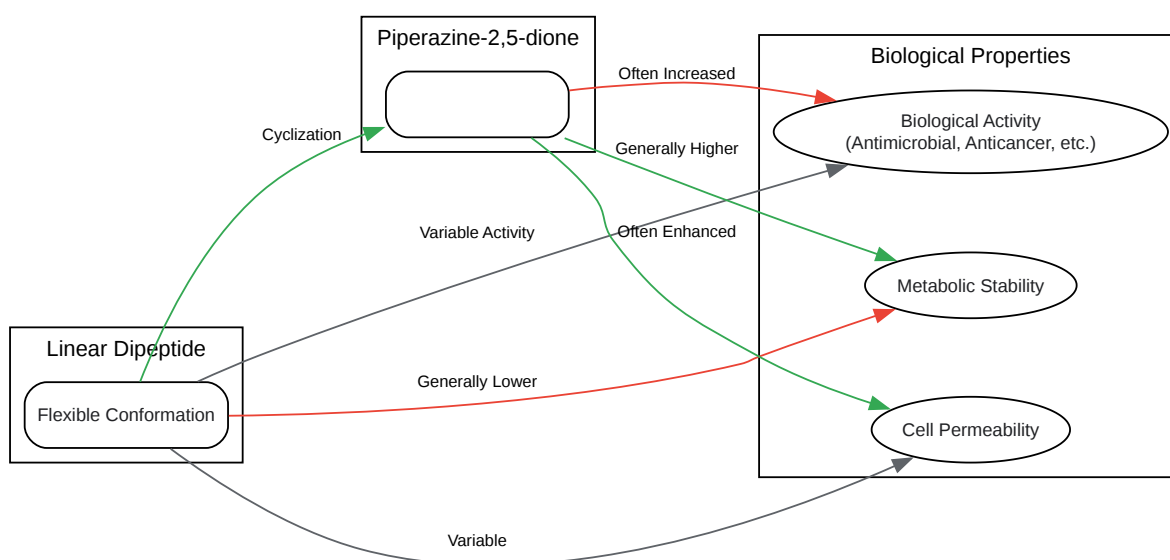 Piperazine-2,5-dione
Biological Properties
Often Increased
Biological Activity
(Antimicrobial, Anticancer, etc.)
Cyclization
Generally Higher
Variable Activity
Often Enhanced
Metabolic Stability
Linear Dipeptide
Generally Lower
Flexible Conformation
Cell Permeability
Variable